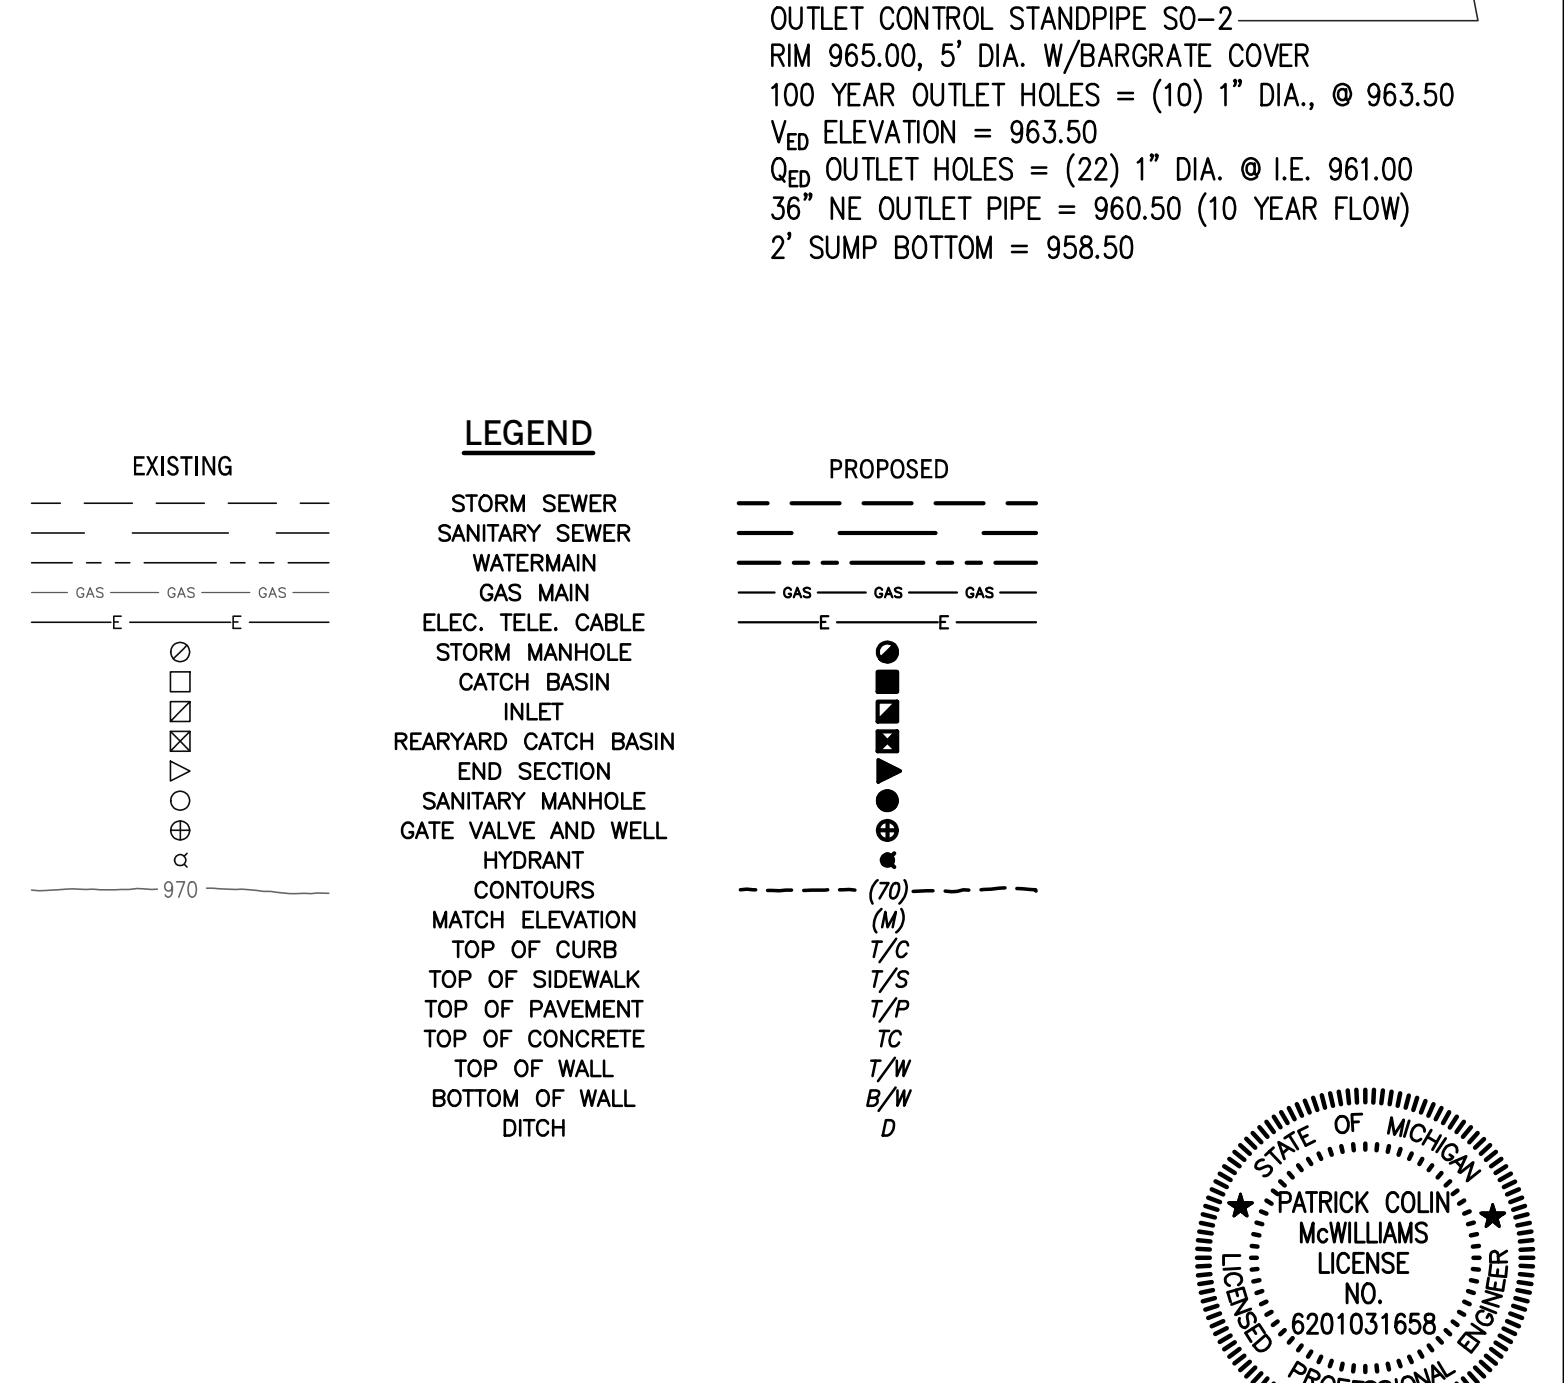 OUTLET CONTROL STANDPIPE SO-2
RIM 965.00, 5' DIA. W/BARGRATE COVER
100 YEAR OUTLET HOLES = (10) 1" DIA., @ 963.50
VED ELEVATION = 963.50
QED OUTLET HOLES = (22) 1" DIA. @ I.E. 961.00
36" NE OUTLET PIPE = 960.50 (10 YEAR FLOW)
2' SUMP BOTTOM = 958.50
LEGEND
EXISTING PROPOSED
STORM SEWER
SANITARY SEWER
WATERMAIN
GAS GAS GAS GAS MAIN GAS GAS GAS
E E ELEC. TELE. CABLE E E
STORM MANHOLE
CATCH BASIN
INLET
REARYARD CATCH BASIN
END SECTION
SANITARY MANHOLE
GATE VALVE AND WELL
HYDRANT
970 CONTOURS (70)
MATCH ELEVATION (M)
TOP OF CURB T/C
TOP OF SIDEWALK T/S
TOP OF PAVEMENT T/P
TOP OF CONCRETE TC
TOP OF WALL T/W
BOTTOM OF WALL B/W
DITCH D
STATE OF MICHIGAN
PATRICK COLIN
McWILLIAMS
LICENSE
NO.
6201031658
LICENSED PROFESSIONAL ENGINEER